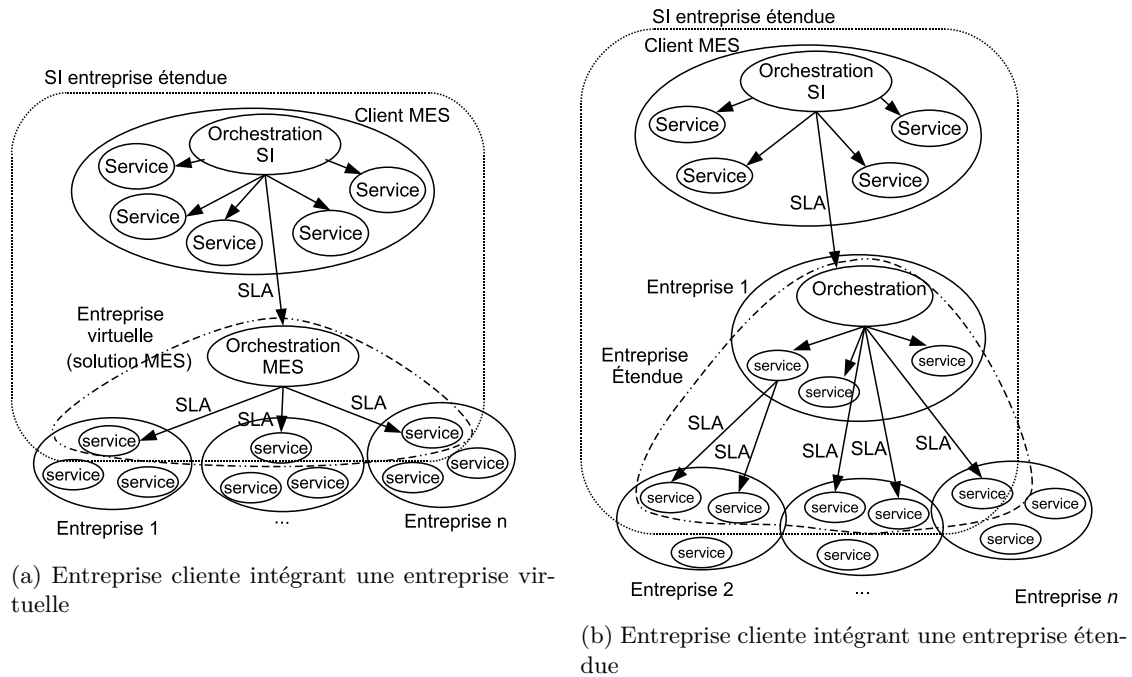 SI entreprise étendue
Client MES
Orchestration
SI
Service
Service
Service
Service
Service
SLA
Entreprise
virtuelle
(solution MES)
Orchestration
MES
SLA
SLA
SLA
service
service
service
service
service
service
service
service
service
Entreprise 1
...
Entreprise n
(a) Entreprise cliente intégrant une entreprise vir-
tuelle
SI entreprise étendue
Client MES
Orchestration
SI
Service
Service
Service
Service
SLA
Entreprise 1
Orchestration
Entreprise
Étendue
service
service
service
SLA
SLA
SLA
SLA
SLA
service
service
service
service
service
service
service
service
service
Entreprise 2
...
Entreprise n
(b) Entreprise cliente intégrant une entreprise éten-
due